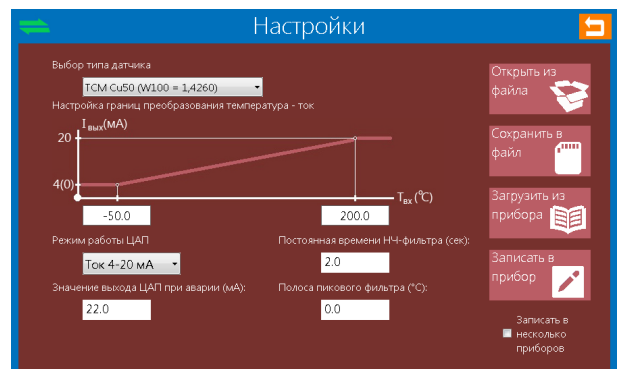 Настройки
Выбор типа датчика
TCM Cu50 (W100 = 1,4260)
Настройка границ преобразования температура - ток
I вых(мА)
20
4(0)
Tвх (°C)
-50.0
200.0
Режим работы ЦАП
Ток 4-20 мА
Постоянная времени НЧ-фильтра (сек):
2.0
Значение выхода ЦАП при аварии (мА):
22.0
Полоса пикового фильтра (°C):
0.0
Открыть из
файла
Сохранить в
файл
Загрузить из
прибора
Записать в
прибор
Записать в
несколько
приборов